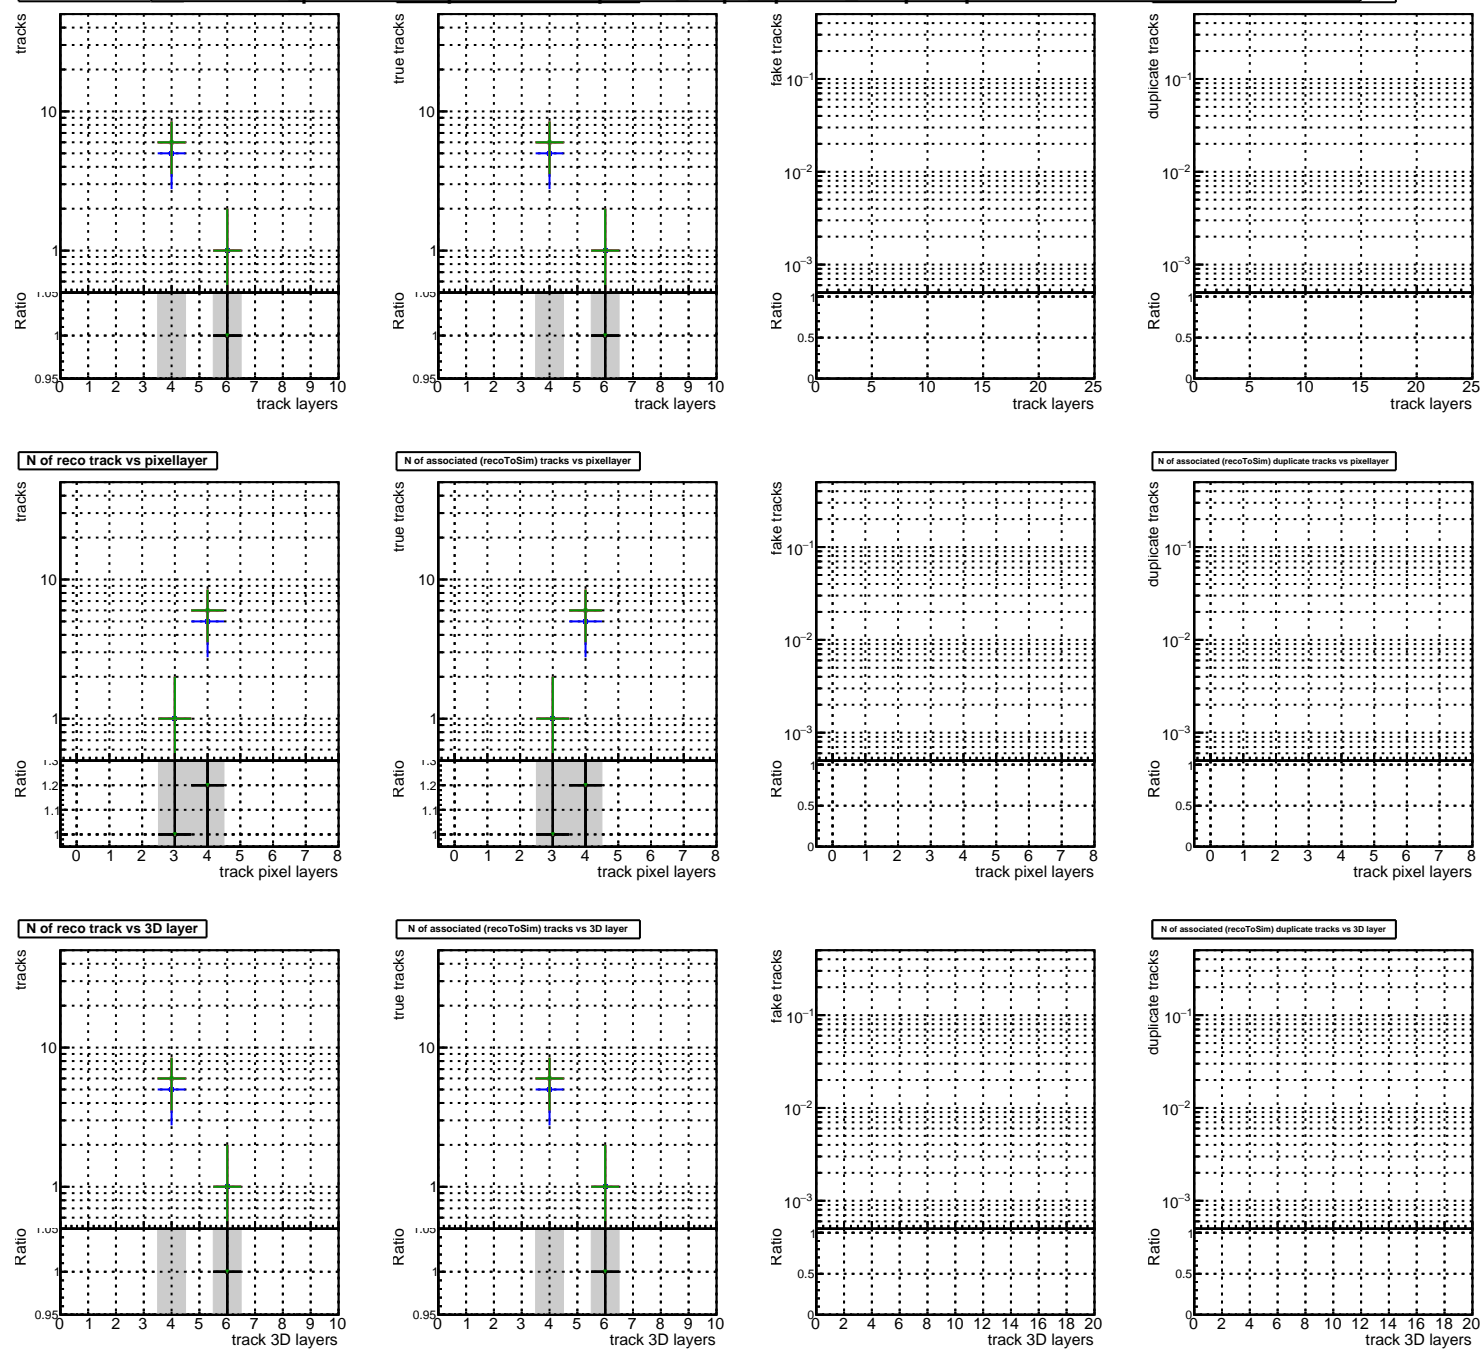 tracks
10
1
Ratio
1.05
1
0.95
0 1 2 3 4 5 6 7 8 9 10
track layers
true tracks
10
1
Ratio
1.05
1
0.95
0 1 2 3 4 5 6 7 8 9 10
track layers
fake tracks
10−1
10−2
10−3
Ratio
1
0.5
0
0 5 10 15 20 25
track layers
duplicate tracks
10−1
10−2
10−3
Ratio
1
0.5
0
0 5 10 15 20 25
track layers
N of reco track vs pixellayer
tracks
10
1
Ratio
1.3
1.2
1.1
1
0 1 2 3 4 5 6 7 8
track pixel layers
N of associated (recoToSim) tracks vs pixellayer
true tracks
10
1
Ratio
1.3
1.2
1.1
1
0 1 2 3 4 5 6 7 8
track pixel layers
fake tracks
10−1
10−2
10−3
Ratio
1
0.5
0
0 1 2 3 4 5 6 7 8
track pixel layers
N of associated (recoToSim) duplicate tracks vs pixellayer
duplicate tracks
10−1
10−2
10−3
Ratio
1
0.5
0
0 1 2 3 4 5 6 7 8
track pixel layers
N of reco track vs 3D layer
tracks
10
1
Ratio
1.05
1
0.95
0 1 2 3 4 5 6 7 8 9 10
track 3D layers
N of associated (recoToSim) tracks vs 3D layer
true tracks
10
1
Ratio
1.05
1
0.95
0 1 2 3 4 5 6 7 8 9 10
track 3D layers
fake tracks
10−1
10−2
10−3
Ratio
1
0.5
0
0 2 4 6 8 10 12 14 16 18 20
track 3D layers
N of associated (recoToSim) duplicate tracks vs 3D layer
duplicate tracks
10−1
10−2
10−3
Ratio
1
0.5
0
0 2 4 6 8 10 12 14 16 18 20
track 3D layers